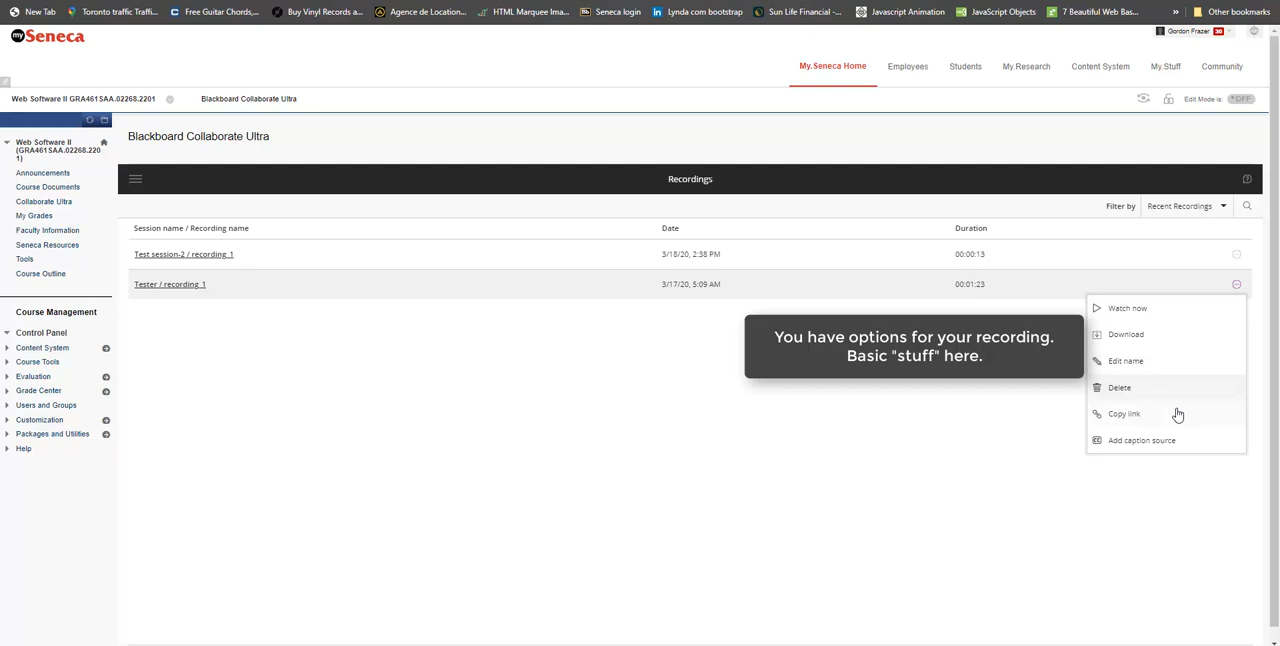 New Tab
Toronto traffic Traffi...
Free Guitar Chords,...
Buy Vinyl Records a...
Agence de Location...
HTML Marquee Ima...
Seneca login
Lynda com bootstrap
Sun Life Financial -...
Javascript Animation
JavaScript Objects
7 Beautiful Web Bas...
»
Other bookmarks
mySeneca
Gordon Frazer
My.Seneca Home
Employees
Students
My.Research
Content System
My.Stuff
Community
Web Software II GRA461SAA.02268.2201
Blackboard Collaborate Ultra
Edit Mode is:
OFF
Web Software II
(GRA461SAA.02268.220
1)
Announcements
Course Documents
Collaborate Ultra
My Grades
Faculty Information
Seneca Resources
Tools
Course Outline
Course Management
Control Panel
Content System
Course Tools
Evaluation
Grade Center
Users and Groups
Customization
Packages and Utilities
Help
Blackboard Collaborate Ultra
Recordings
Filter by
Recent Recordings
Session name / Recording name
Date
Duration
Test session-2 / recording_1
3/18/20, 2:38 PM
00:00:13
Tester / recording_1
3/17/20, 5:09 AM
00:01:23
Watch now
Download
Edit name
Delete
Copy link
Add caption source
You have options for your recording.
Basic "stuff" here.